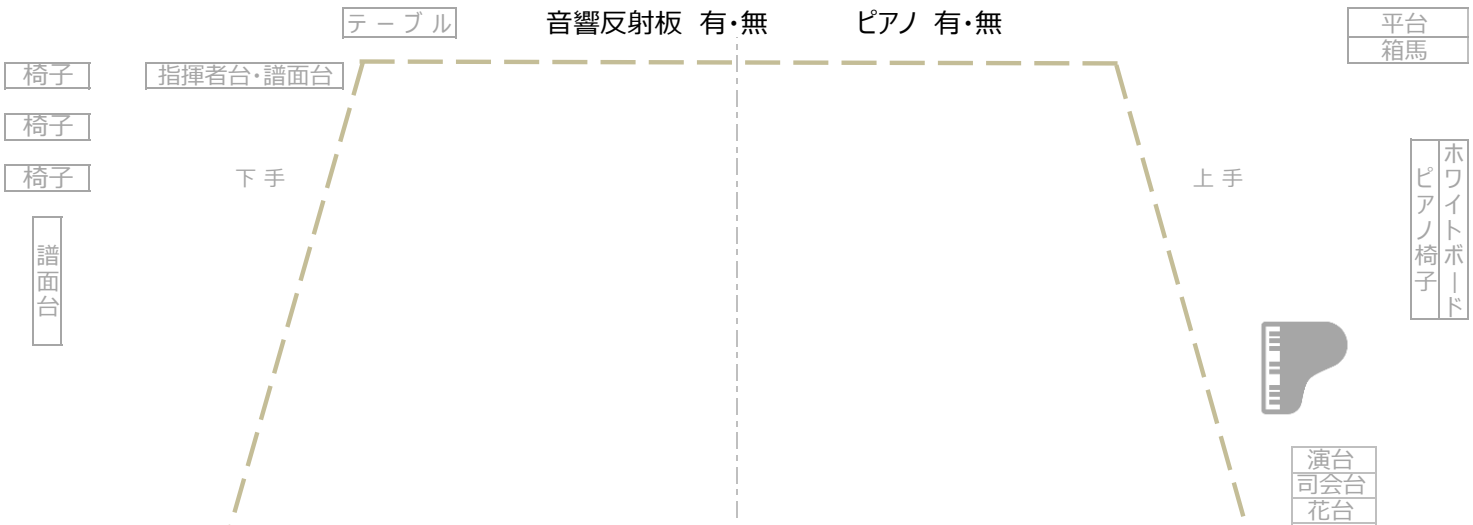 テーブル
音響反射板 有・無
ピアノ 有・無
平台
箱馬
椅子
指揮者台・譜面台
椅子
椅子
下手
上手
ピアノ椅子
ホワイトボード
譜面台
演台
司会台
花台